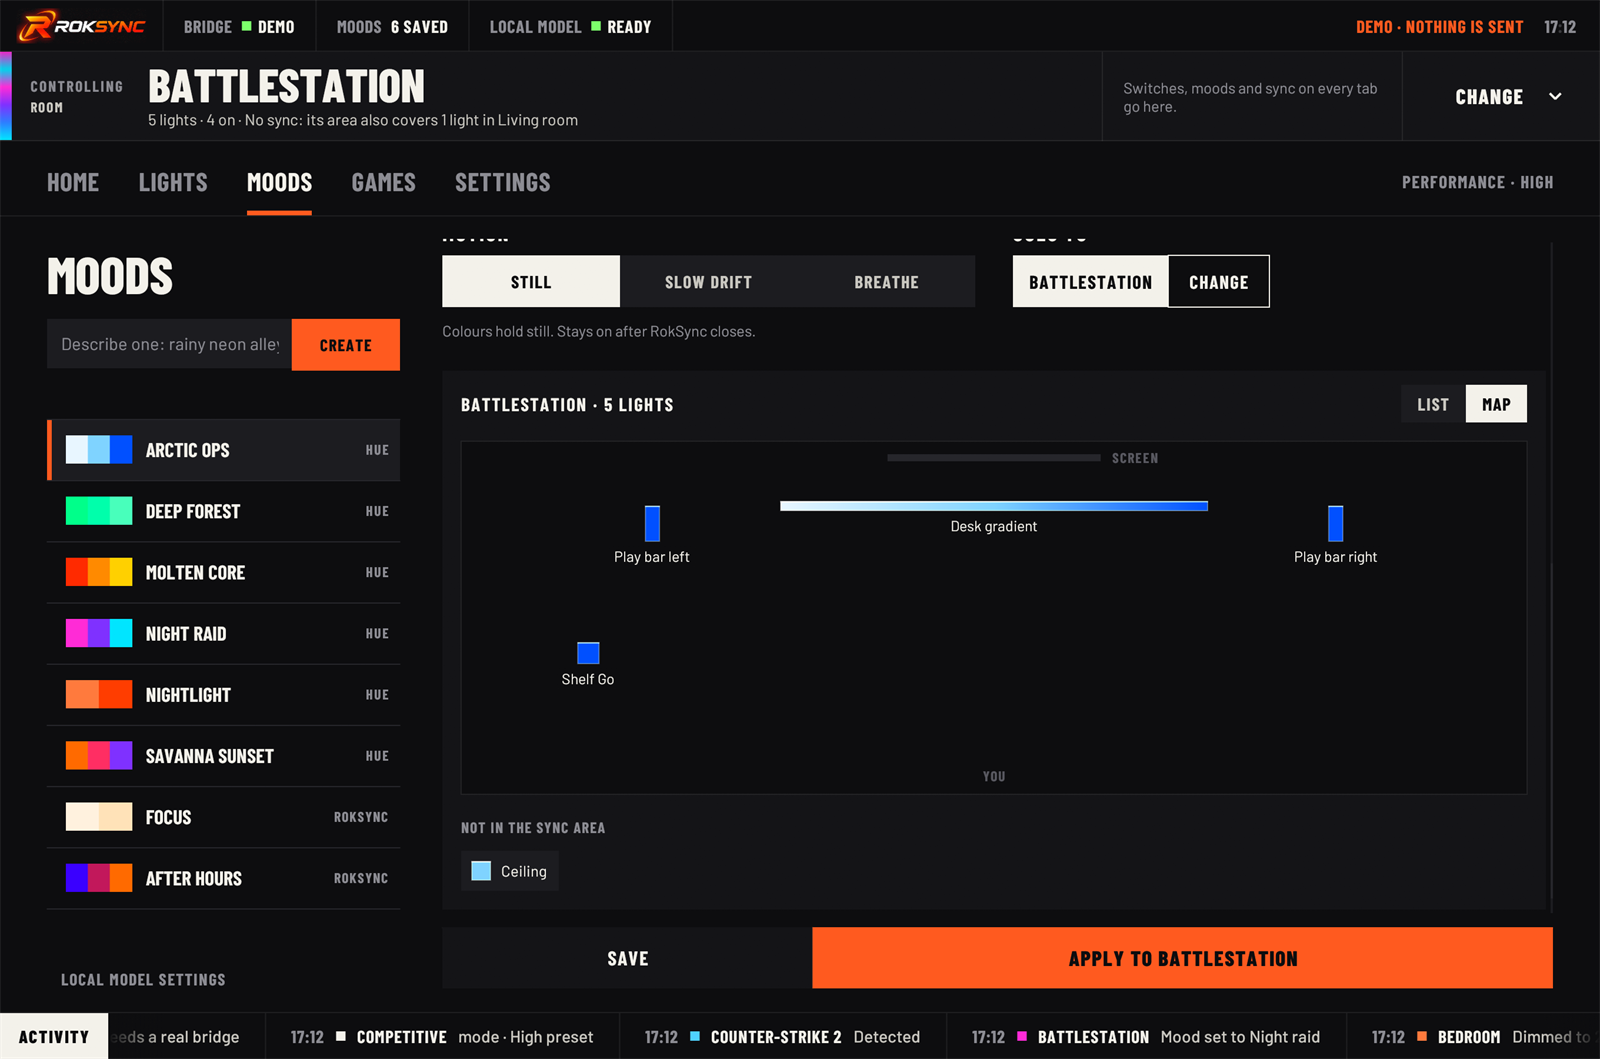 ROKSYNC
BRIDGE DEMO
MOODS 6 SAVED
LOCAL MODEL READY
DEMO · NOTHING IS SENT
17:12
CONTROLLING
ROOM
BATTLESTATION
5 lights · 4 on · No sync: its area also covers 1 light in Living room
Switches, moods and sync on every tab
go here.
CHANGE
HOME LIGHTS MOODS GAMES SETTINGS
PERFORMANCE · HIGH
MOODS
Describe one: rainy neon alley
CREATE
ARCTIC OPS HUE
DEEP FOREST HUE
MOLTEN CORE HUE
NIGHT RAID HUE
NIGHTLIGHT HUE
SAVANNA SUNSET HUE
FOCUS ROKSYNC
AFTER HOURS ROKSYNC
LOCAL MODEL SETTINGS
STILL SLOW DRIFT BREATHE
BATTLESTATION CHANGE
Colours hold still. Stays on after RokSync closes.
BATTLESTATION · 5 LIGHTS
LIST MAP
SCREEN
Desk gradient
Play bar left
Play bar right
Shelf Go
YOU
NOT IN THE SYNC AREA
Ceiling
SAVE
APPLY TO BATTLESTATION
ACTIVITY
a real bridge
17:12 COMPETITIVE mode · High preset
17:12 COUNTER-STRIKE 2 Detected
17:12 BATTLESTATION Mood set to Night raid
17:12 BEDROOM Dimmed to